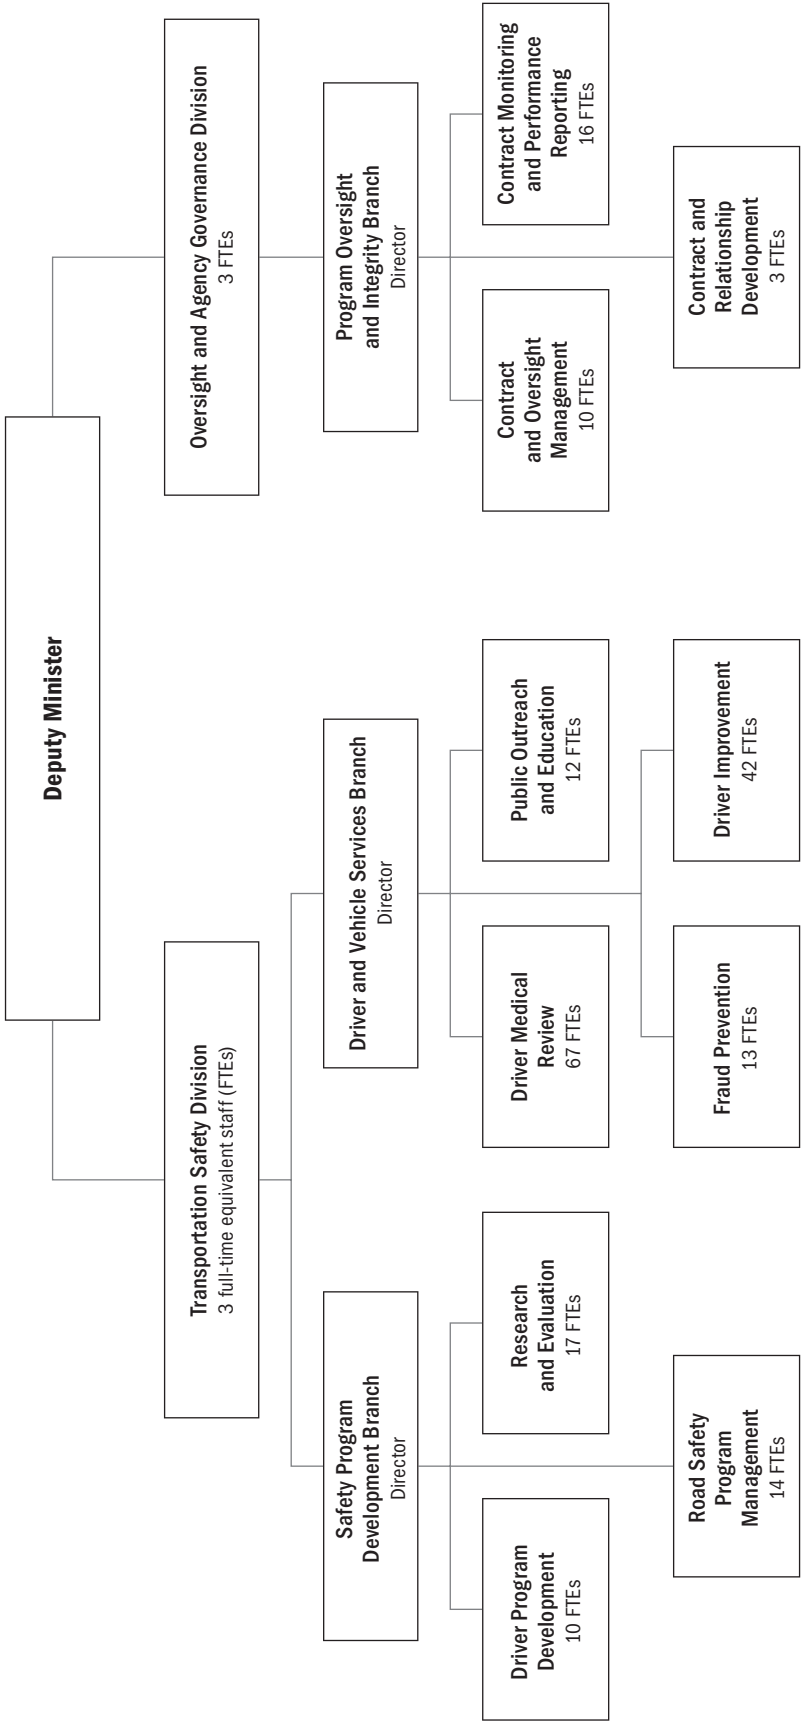 Deputy Minister
Transportation Safety Division
3 full-time equivalent staff (FTEs)
Oversight and Agency Governance Division
3 FTEs
Safety Program
Development Branch
Director
Driver and Vehicle Services Branch
Director
Program Oversight
and Integrity Branch
Director
Driver Program
Development
10 FTEs
Research
and Evaluation
17 FTEs
Driver Medical
Review
67 FTEs
Public Outreach
and Education
12 FTEs
Contract
and Oversight
Management
10 FTEs
Contract Monitoring
and Performance
Reporting
16 FTEs
Road Safety
Program
Management
14 FTEs
Fraud Prevention
13 FTEs
Driver Improvement
42 FTEs
Contract and
Relationship
Development
3 FTEs